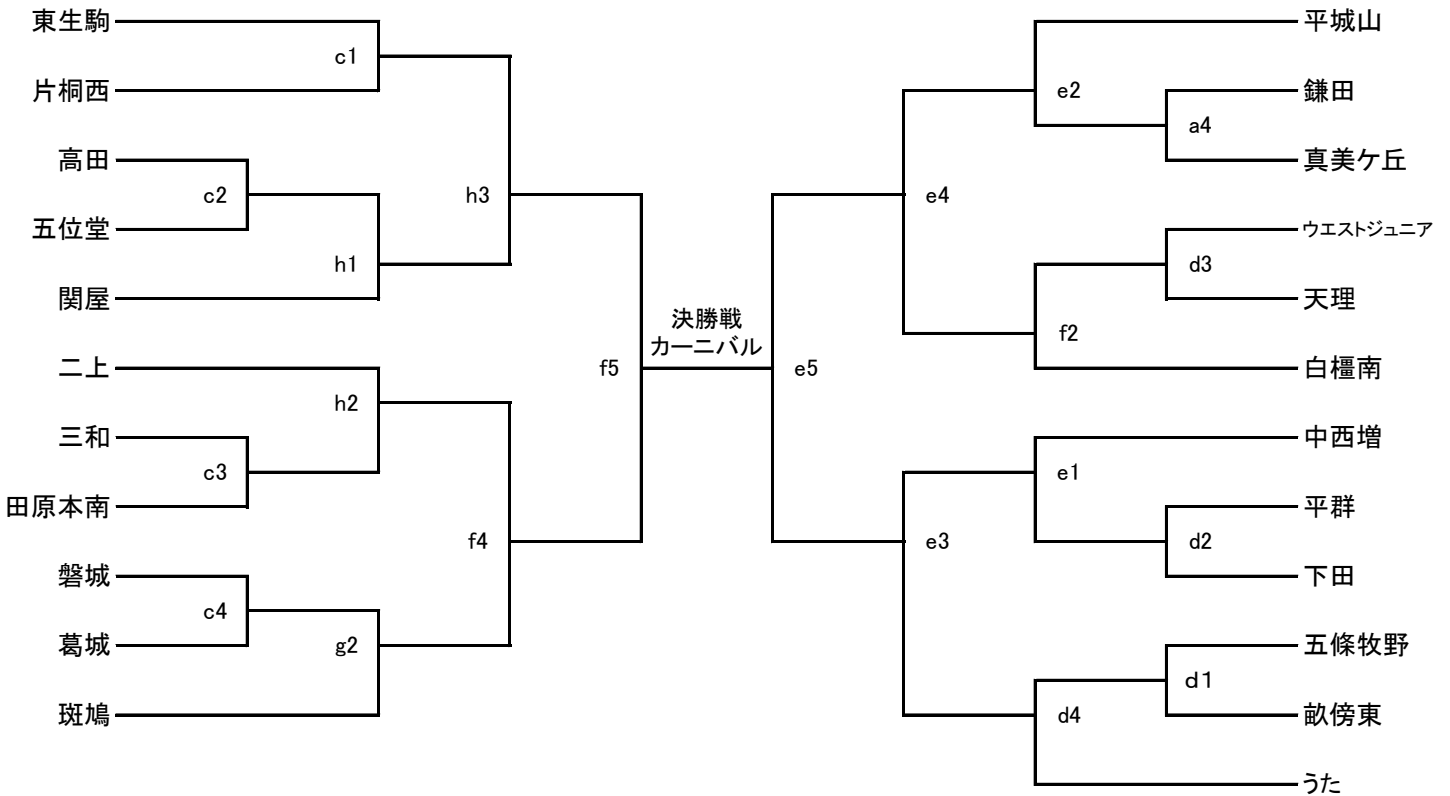 東生駒
c1
片桐西
高田
c2
五位堂
h1
関屋
h3
二上
h2
三和
c3
田原本南
f4
磐城
c4
葛城
g2
斑鳩
f5
決勝戦
カーニバル
e5
平城山
e2
鎌田
a4
真美ケ丘
e4
ウエストジュニア
d3
天理
f2
白橿南
中西増
e1
平群
d2
下田
e3
五條牧野
d1
畝傍東
d4
うた